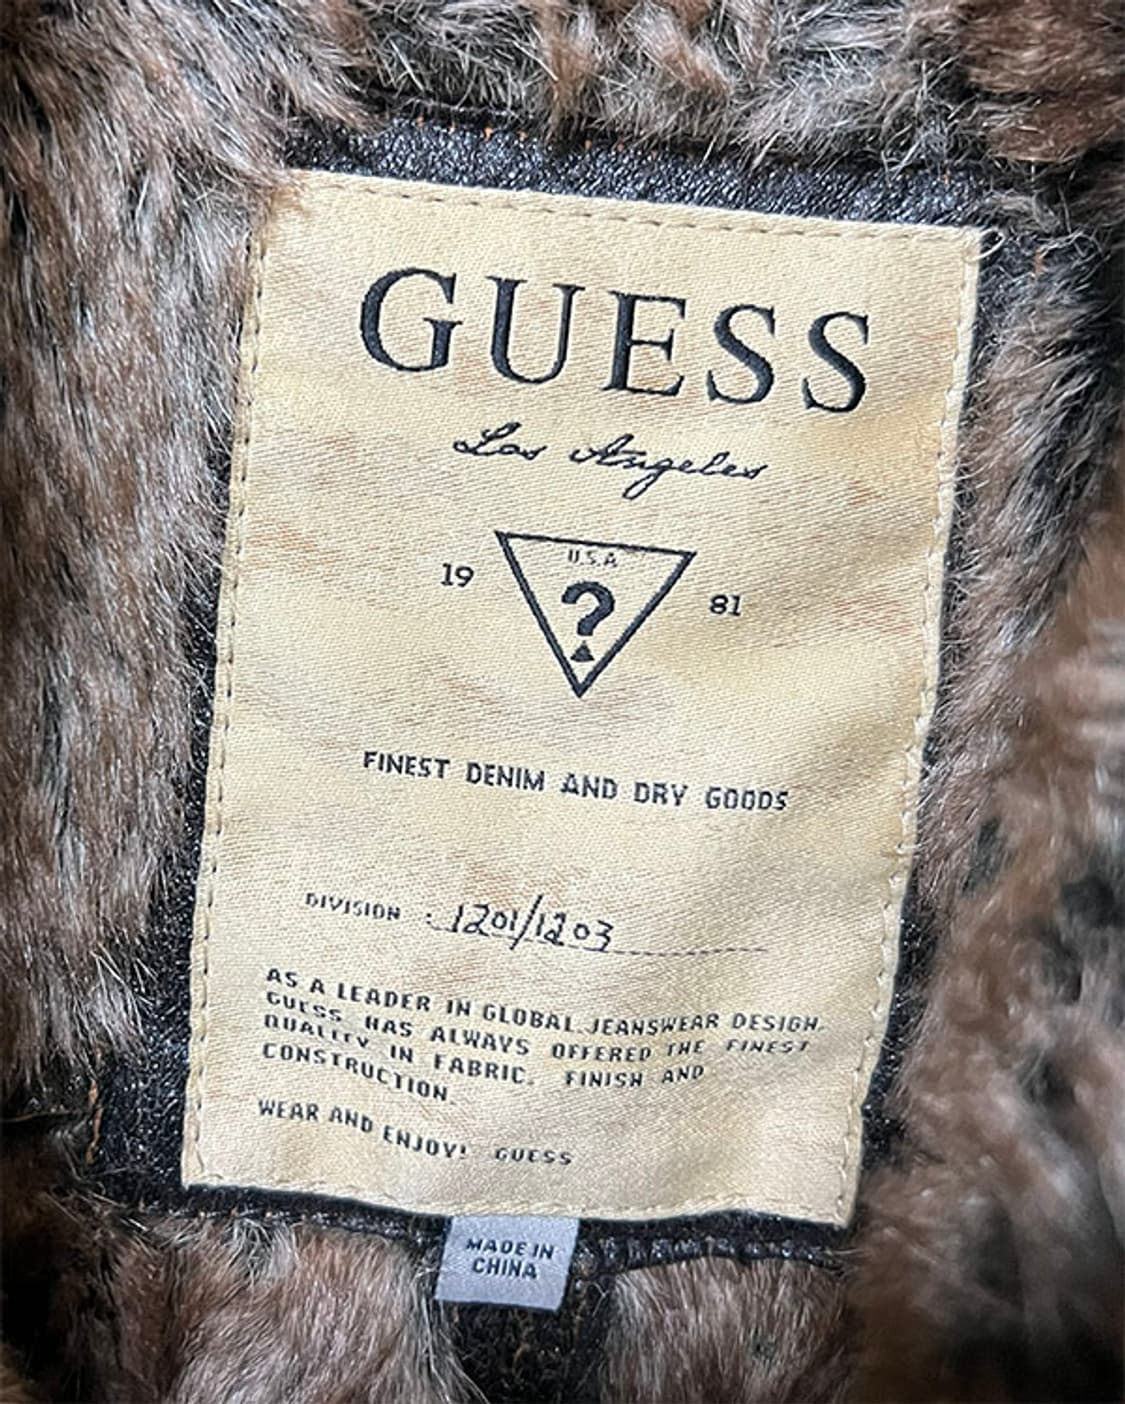 GUESS
Los Angeles
U.S.A
19 ? 81
FINEST DENIM AND DRY GOODS
DIVISION : 1201/1203
AS A LEADER IN GLOBAL JEANSWEAR DESIGN,
GUESS HAS ALWAYS OFFERED THE FINEST
QUALITY IN FABRIC, FINISH AND
CONSTRUCTION.
WEAR AND ENJOY! GUESS
MADE IN
CHINA